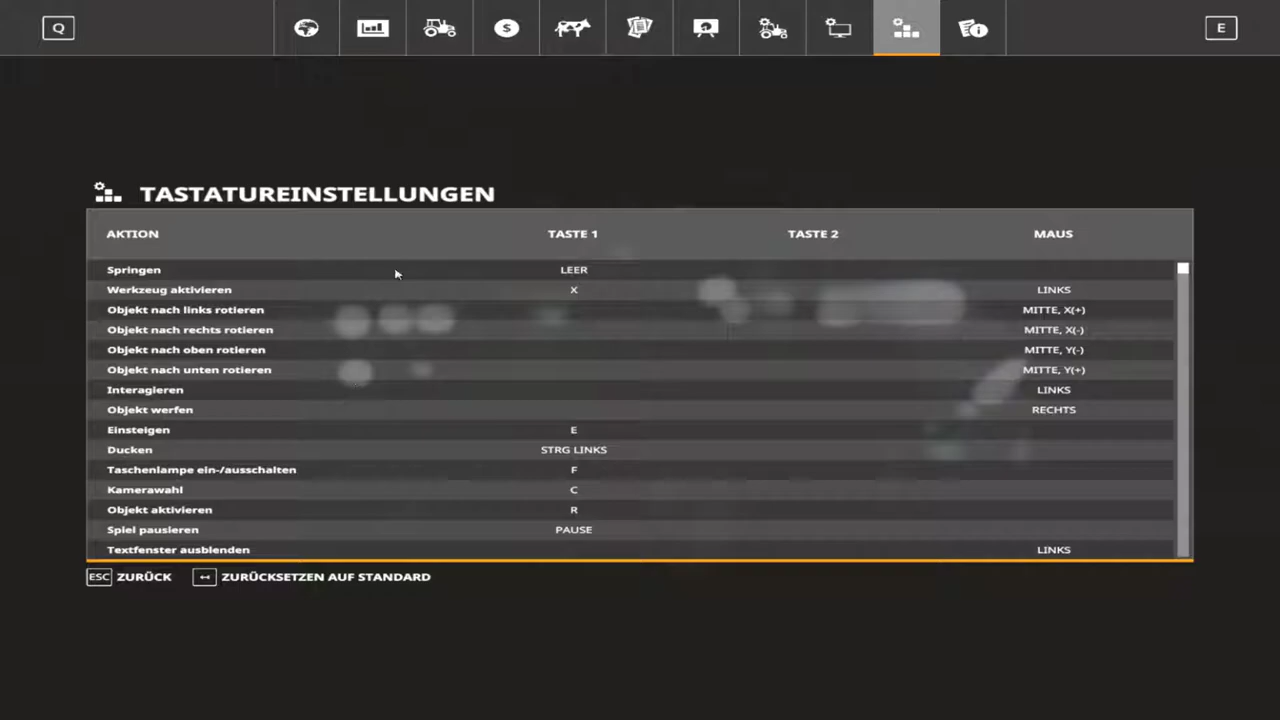 Q
$
E
TASTATUREINSTELLUNGEN
AKTION TASTE 1 TASTE 2 MAUS
Springen LEER
Werkzeug aktivieren X LINKS
Objekt nach links rotieren MITTE, X(+)
Objekt nach rechts rotieren MITTE, X(-)
Objekt nach oben rotieren MITTE, Y(-)
Objekt nach unten rotieren MITTE, Y(+)
Interagieren LINKS
Objekt werfen RECHTS
Einsteigen E
Ducken STRG LINKS
Taschenlampe ein-/ausschalten F
Kamerawahl C
Objekt aktivieren R
Spiel pausieren PAUSE
Textfenster ausblenden LINKS
ESC ZURÜCK ZURÜCKSETZEN AUF STANDARD